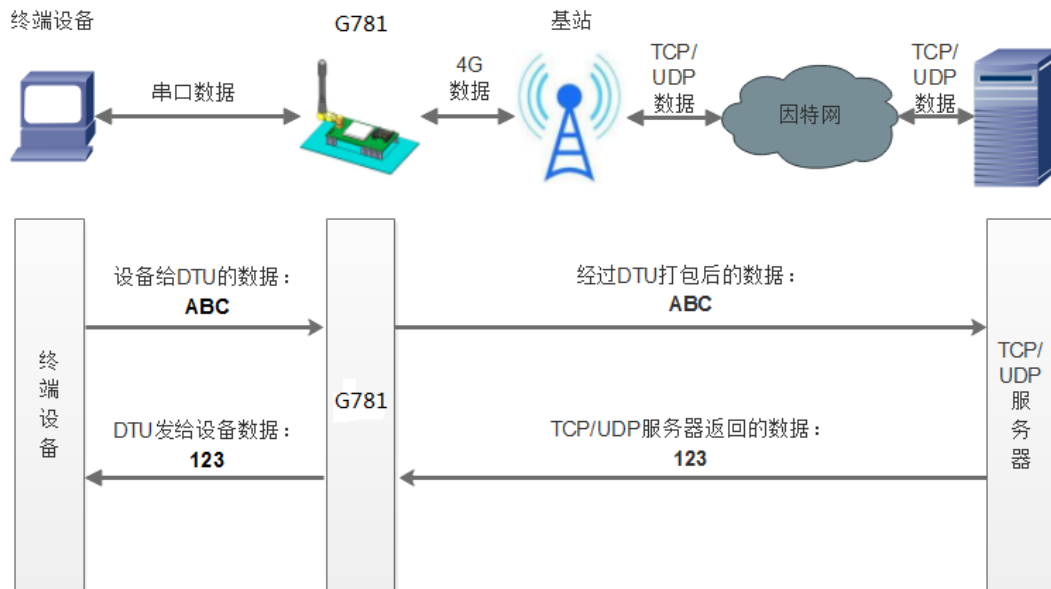 终端设备
G781
基站
串口数据
4G
数据
TCP/
UDP
数据
因特网
TCP/
UDP
数据
设备给DTU的数据：
ABC
经过DTU打包后的数据：
ABC
终
端
设
备
G781
TCP/
UDP
服
务
器
DTU发给设备数据：
123
TCP/UDP服务器返回的数据：
123